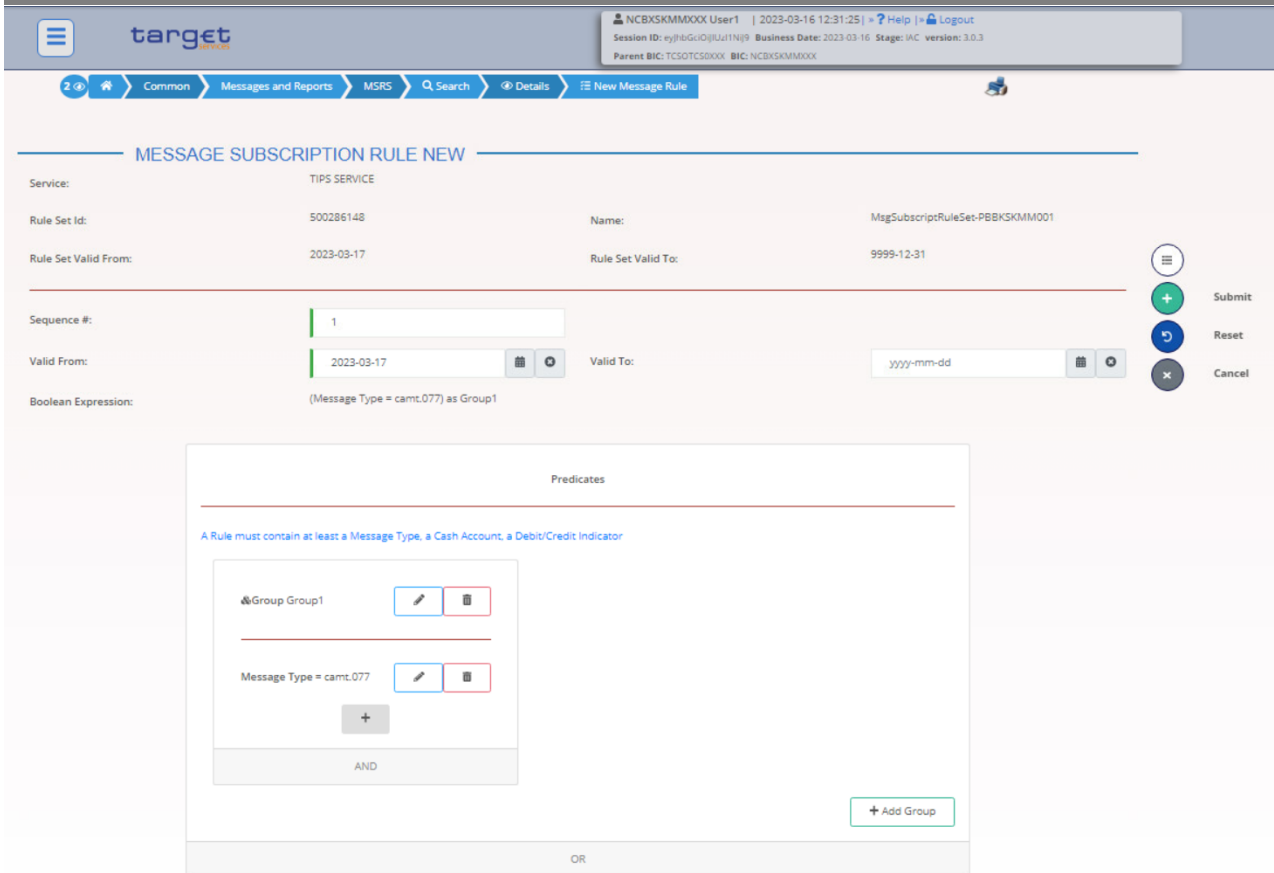 target
services
NCBXSKMMXXX User1 | 2023-03-16 12:31:25| » ? Help |» Logout
Business Date: 2023-03-16 Stage: IAC version: 3.0.3
Parent BIC: TCSOTCS0XXX BIC: NCBXSKMMXXX
2 Common Messages and Reports MSRS Search Details New Message Rule
MESSAGE SUBSCRIPTION RULE NEW
Service: TIPS SERVICE
Rule Set Id: 500286148 Name: MsgSubscriptRuleSet-PBBKSKMM001
Rule Set Valid From: 2023-03-17 Rule Set Valid To: 9999-12-31
Submit
Sequence #: 1
Reset
Valid From: 2023-03-17 Valid To: yyyy-mm-dd
Cancel
Boolean Expression: (Message Type = camt.077) as Group1
Predicates
A Rule must contain at least a Message Type, a Cash Account, a Debit/Credit Indicator
&Group Group1
Message Type = camt.077
+
AND
+ Add Group
OR